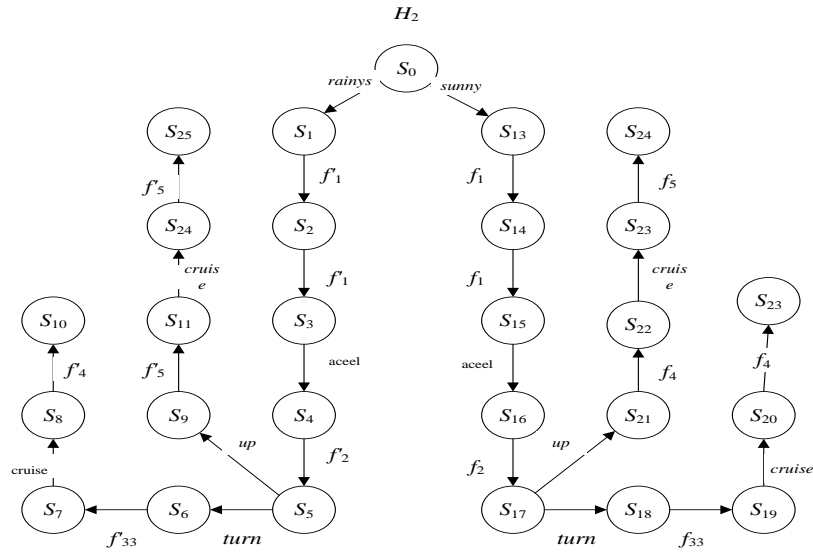 H2
S0
rainys sunny
S25 S1 S13 S24
f'5 f'1 f1 f5
S24 S2 S14 S23
cruis
e
f'1 f1
cruis
e
S10 S11 S3 S15 S22 S23
f'4 f'5 aceel aceel f4 f4
S8 S9 S4 S16 S21 S20
cruise up f'2 f2 up cruise
S7 S6 S5 S17 S18 S19
f'33 turn turn f33